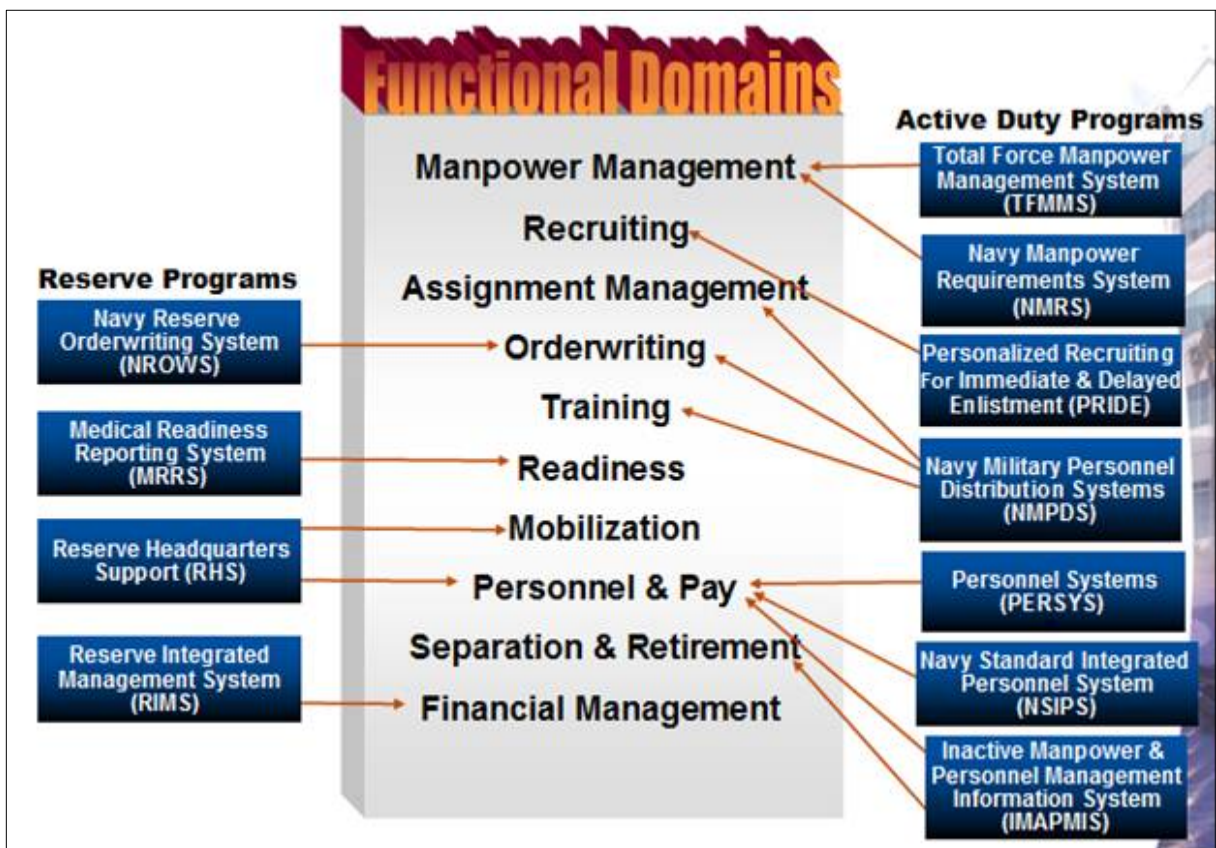 Functional Domains
Manpower Management
Recruiting
Assignment Management
Orderwriting
Training
Readiness
Mobilization
Personnel & Pay
Separation & Retirement
Financial Management
Reserve Programs
Navy Reserve
Orderwriting System
(NROWS)
Medical Readiness
Reporting System
(MRRS)
Reserve Headquarters
Support (RHS)
Reserve Integrated
Management System
(RIMS)
Active Duty Programs
Total Force Manpower
Management System
(TFMMS)
Navy Manpower
Requirements System
(NMRS)
Personalized Recruiting
For Immediate & Delayed
Enlistment (PRIDE)
Navy Military Personnel
Distribution Systems
(NMPDS)
Personnel Systems
(PERSYS)
Navy Standard Integrated
Personnel System
(NSIPS)
Inactive Manpower &
Personnel Management
Information System
(IMAPMIS)